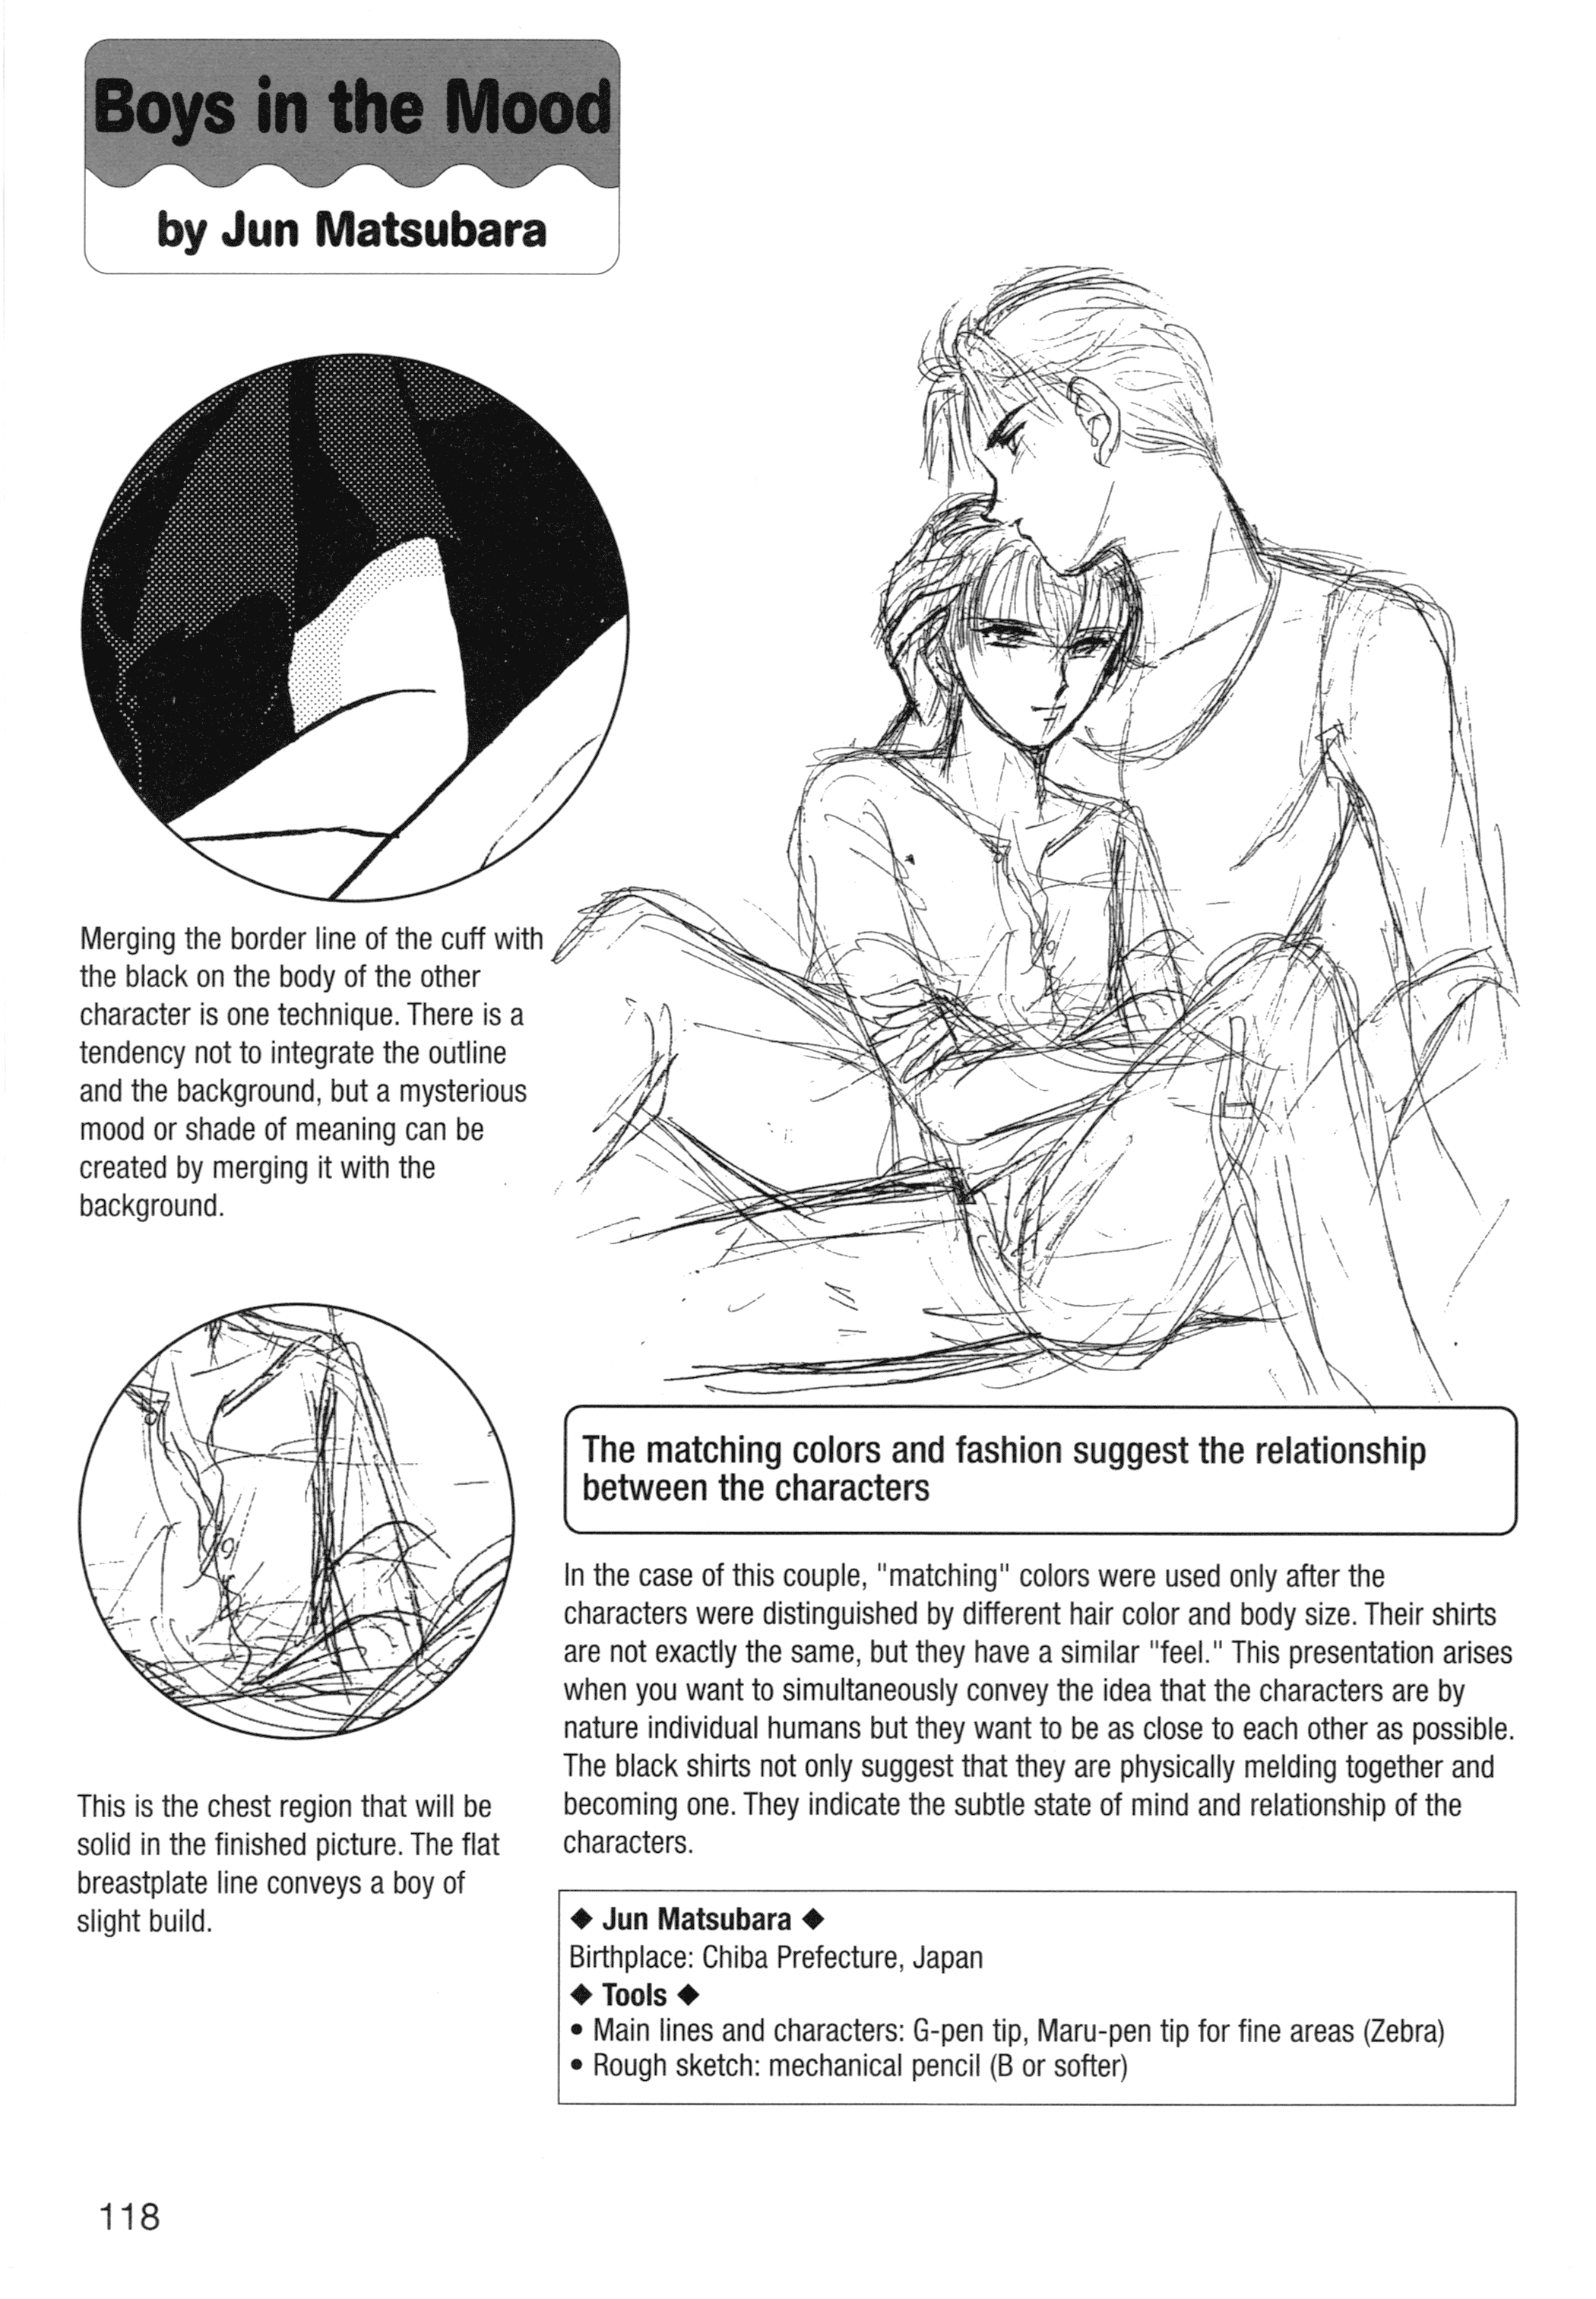 Boys in the Mood
by Jun Matsubara
Merging the border line of the cuff with
the black on the body of the other
character is one technique. There is a
tendency not to integrate the outline
and the background, but a mysterious
mood or shade of meaning can be
created by merging it with the
background.
This is the chest region that will be
solid in the finished picture. The flat
breastplate line conveys a boy of
slight build.
The matching colors and fashion suggest the relationship
between the characters
In the case of this couple, "matching" colors were used only after the
characters were distinguished by different hair color and body size. Their shirts
are not exactly the same, but they have a similar "feel." This presentation arises
when you want to simultaneously convey the idea that the characters are by
nature individual humans but they want to be as close to each other as possible.
The black shirts not only suggest that they are physically melding together and
becoming one. They indicate the subtle state of mind and relationship of the
characters.
◆ Jun Matsubara ◆
Birthplace: Chiba Prefecture, Japan
◆ Tools ◆
• Main lines and characters: G-pen tip, Maru-pen tip for fine areas (Zebra)
• Rough sketch: mechanical pencil (B or softer)
118